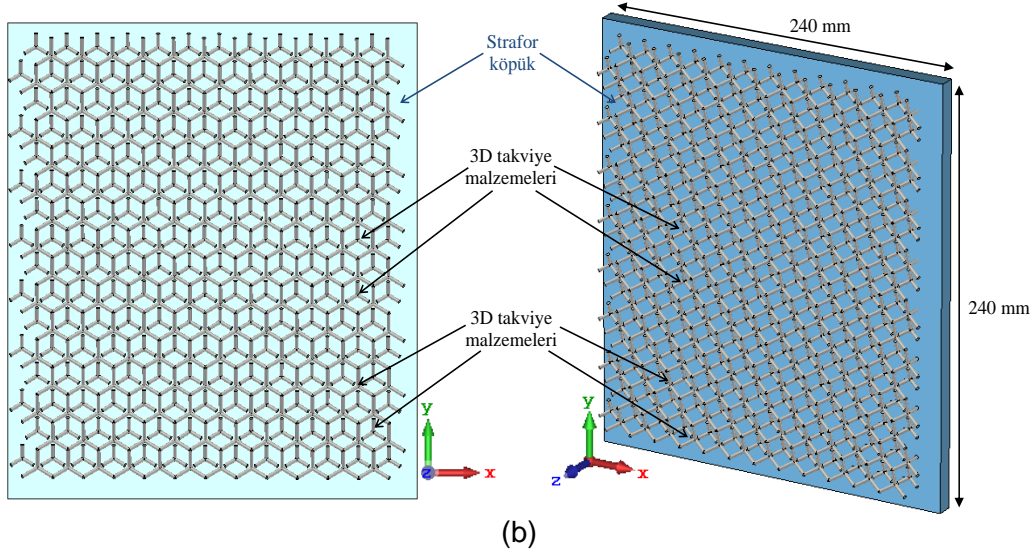 Strafor
köpük
240 mm
3D takviye
malzemeleri
240 mm
3D takviye
malzemeleri
y
x
z
y
x
z
(b)